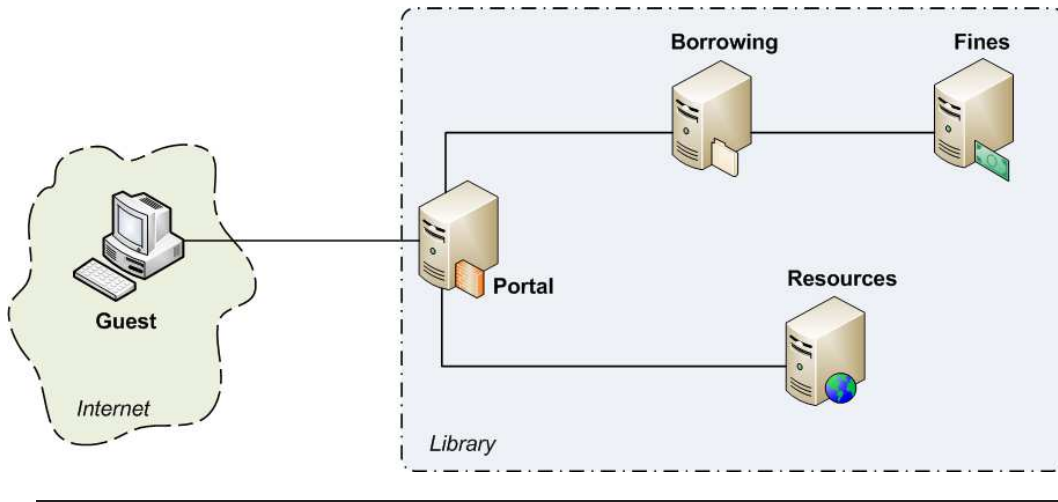 Borrowing
Fines
Portal
Resources
Guest
Internet
Library